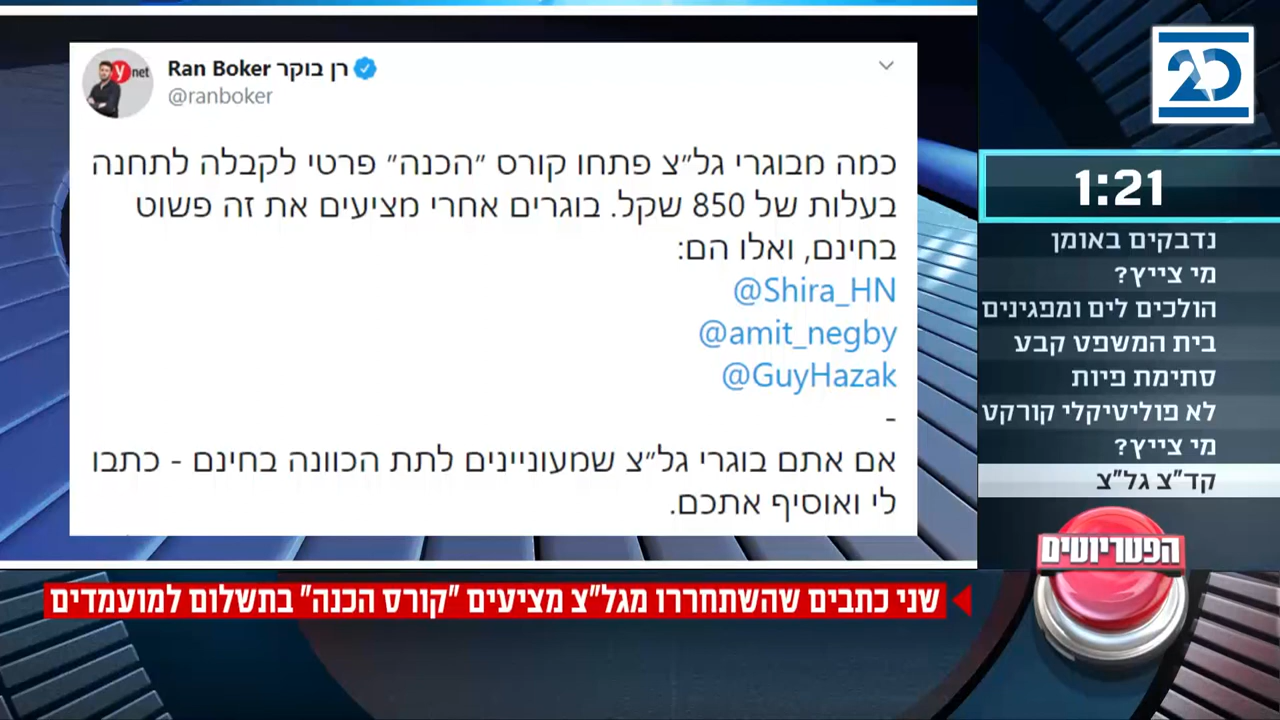 Ran Boker רן בוקר
@ranboker
ynet
כמה מבוגרי גל״צ פתחו קורס ״הכנה״ פרטי לקבלה לתחנה
בעלות של 850 שקל. בוגרים אחרי מציעים את זה פשוט
בחינם, ואלו הם:
@Shira_HN
@amit_negby
@GuyHazak
-
אם אתם בוגרי גל״צ שמעוניינים לתת הכוונה בחינם - כתבו
לי ואוסיף אתכם.
20
1:21
נדבקים באומן
מי צייץ?
הולכים לים ומפגינים
בית המשפט קבע
סתימת פיות
לא פוליטיקלי קורקט
מי צייץ?
קד"צ גל"צ
הפטריוטים
שני כתבים שהשתחררו מגל"צ מציעים "קורס הכנה" בתשלום למועמדים